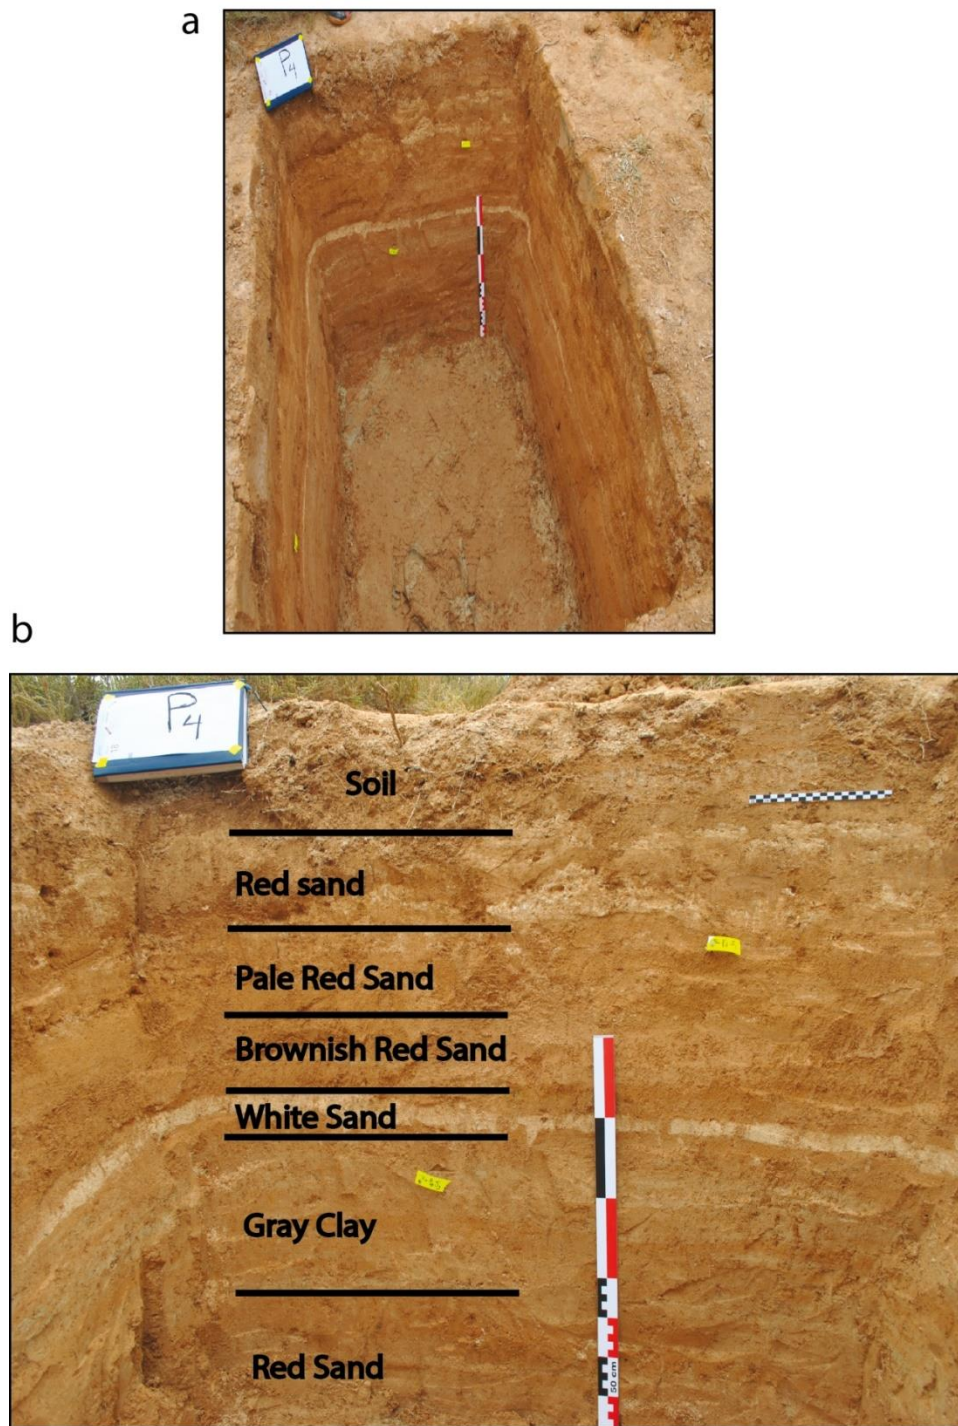 a
P4
b
P4
Soil
Red sand
Pale Red Sand
Brownish Red Sand
White Sand
Gray Clay
Red Sand
50 cm